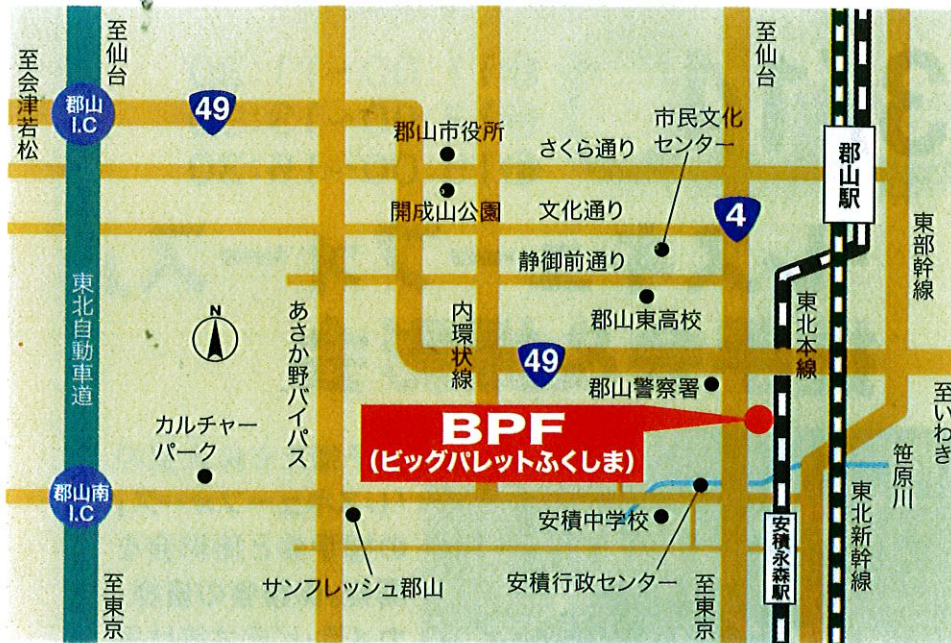 至会津若松
至仙台
郡山
I.C
49
郡山市役所
さくら通り
市民文化
センター
至仙台
郡山駅
開成山公園
文化通り
4
東部幹線
静御前通り
東北自動車道
N
あさか野バイパス
内環状線
郡山東高校
東北本線
49
郡山警察署
至いわき
カルチャー
パーク
BPF
(ビッグパレットふくしま)
笹原川
郡山南
I.C
安積中学校
安積永森駅
東北新幹線
サンフレッシュ郡山
安積行政センター
至東京
至東京